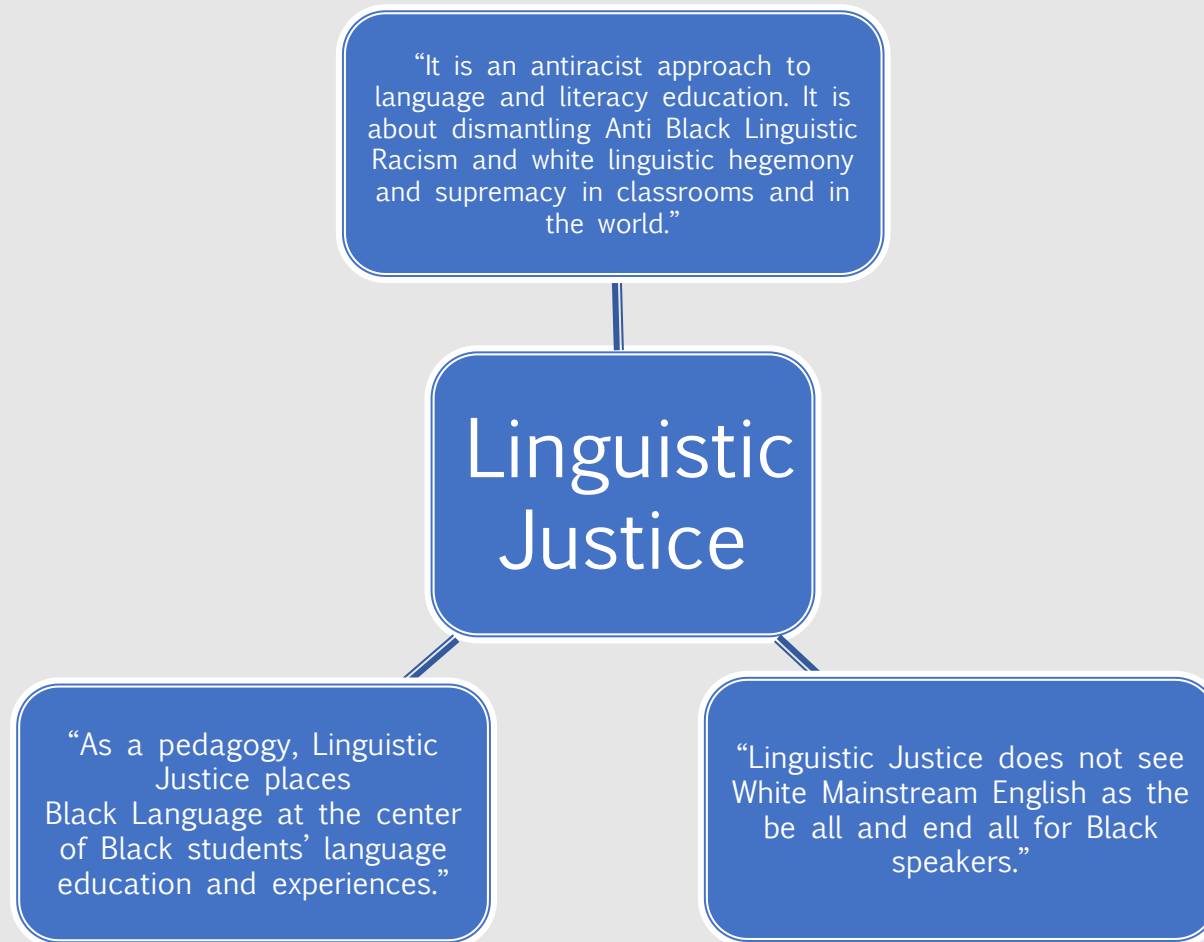 “It is an antiracist approach to
language and literacy education. It is
about dismantling Anti Black Linguistic
Racism and white linguistic hegemony
and supremacy in classrooms and in
the world.”
Linguistic
Justice
“As a pedagogy, Linguistic
Justice places
Black Language at the center
of Black students’ language
education and experiences.”
“Linguistic Justice does not see
White Mainstream English as the
be all and end all for Black
speakers.”